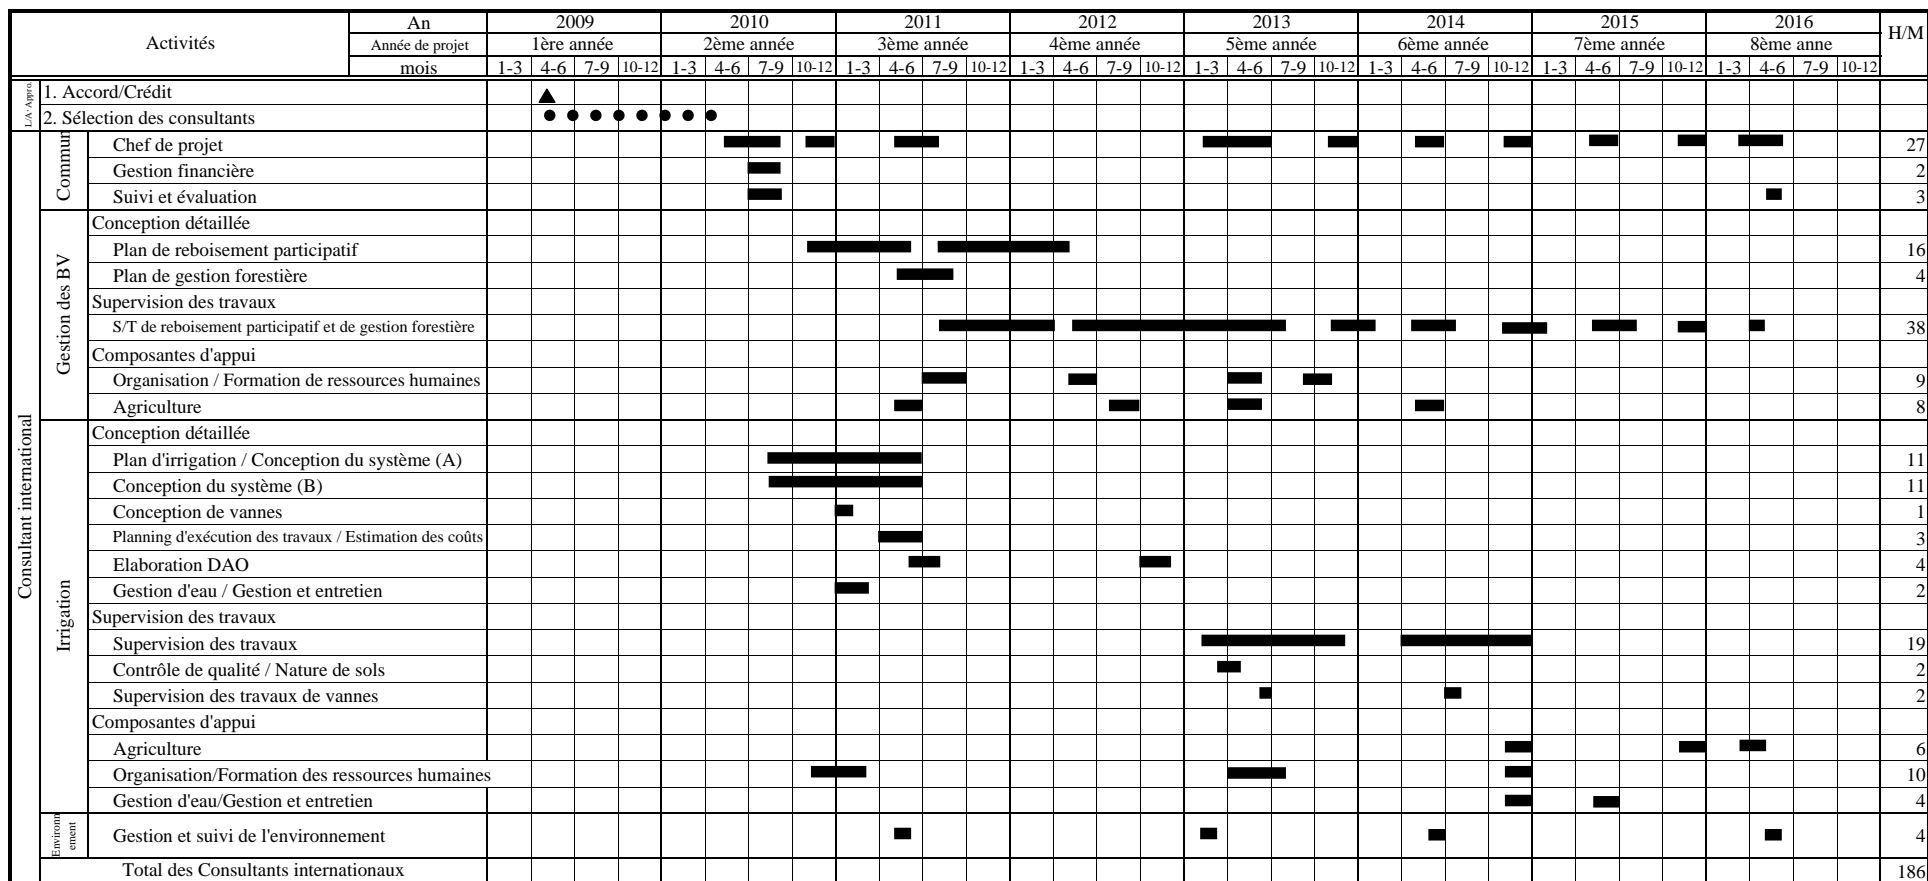 Activités An 2009 2010 2011 2012 2013 2014 2015 2016 H/M
Année de projet 1ère année 2ème année 3ème année 4ème année 5ème année 6ème année 7ème année 8ème anne
mois 1-3 4-6 7-9 10-12 1-3 4-6 7-9 10-12 1-3 4-6 7-9 10-12 1-3 4-6 7-9 10-12 1-3 4-6 7-9 10-12 1-3 4-6 7-9 10-12 1-3 4-6 7-9 10-12 1-3 4-6 7-9 10-12
L/A·Appro.
1. Accord/Crédit
2. Sélection des consultants
Consultant international
Commun
Chef de projet 27
Gestion financière 2
Suivi et évaluation 3
Gestion des BV
Conception détaillée
Plan de reboisement participatif 16
Plan de gestion forestière 4
Supervision des travaux
S/T de reboisement participatif et de gestion forestière 38
Composantes d'appui
Organisation / Formation de ressources humaines 9
Agriculture 8
Irrigation
Conception détaillée
Plan d'irrigation / Conception du système (A) 11
Conception du système (B) 11
Conception de vannes 1
Planning d'exécution des travaux / Estimation des coûts 3
Elaboration DAO 4
Gestion d'eau / Gestion et entretien 2
Supervision des travaux
Supervision des travaux 19
Contrôle de qualité / Nature de sols 2
Supervision des travaux de vannes 2
Composantes d'appui
Agriculture 6
Organisation/Formation des ressources humaines 10
Gestion d'eau/Gestion et entretien 4
Environn
ement
Gestion et suivi de l'environnement 4
Total des Consultants internationaux 186